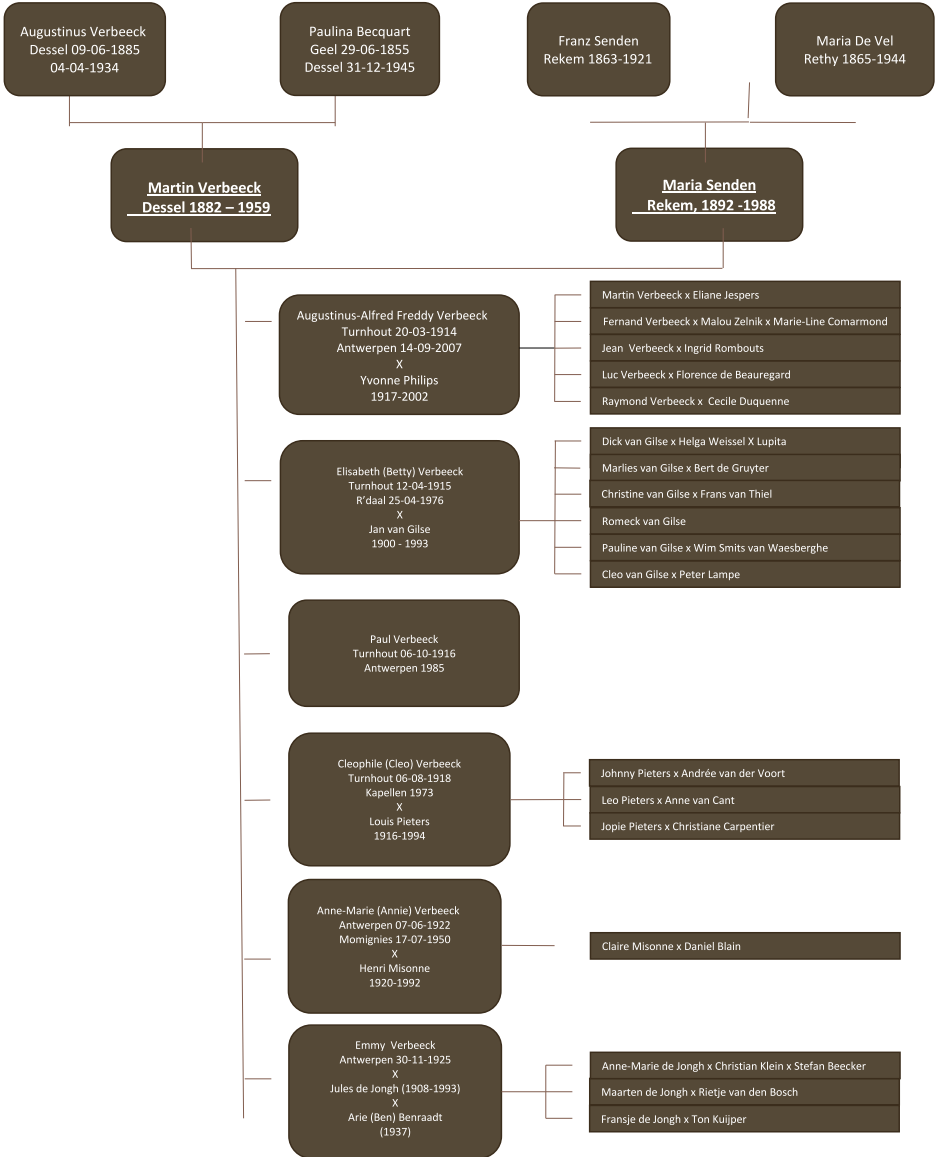 Augustinus Verbeeck
Dessel 09-06-1885
04-04-1934
Paulina Becquart
Geel 29-06-1855
Dessel 31-12-1945
Franz Senden
Rekem 1863-1921
Maria De Vel
Rethy 1865-1944
Martin Verbeeck
Dessel 1882 – 1959
Maria Senden
Rekem, 1892 -1988
Augustinus-Alfred Freddy Verbeeck
Turnhout 20-03-1914
Antwerpen 14-09-2007
X
Yvonne Philips
1917-2002
Martin Verbeeck x Eliane Jespers
Fernand Verbeeck x Malou Zelnik x Marie-Line Comarmond
Jean Verbeeck x Ingrid Rombouts
Luc Verbeeck x Florence de Beauregard
Raymond Verbeeck x Cecile Duquenne
Elisabeth (Betty) Verbeeck
Turnhout 12-04-1915
R’daal 25-04-1976
X
Jan van Gilse
1900 - 1993
Dick van Gilse x Helga Weissel X Lupita
Marlies van Gilse x Bert de Gruyter
Christine van Gilse x Frans van Thiel
Romeck van Gilse
Pauline van Gilse x Wim Smits van Waesberghe
Cleo van Gilse x Peter Lampe
Paul Verbeeck
Turnhout 06-10-1916
Antwerpen 1985
Cleophile (Cleo) Verbeeck
Turnhout 06-08-1918
Kapellen 1973
X
Louis Pieters
1916-1994
Johnny Pieters x Andrée van der Voort
Leo Pieters x Anne van Cant
Jopie Pieters x Christiane Carpentier
Anne-Marie (Annie) Verbeeck
Antwerpen 07-06-1922
Momignies 17-07-1950
X
Henri Misonne
1920-1992
Claire Misonne x Daniel Blain
Emmy Verbeeck
Antwerpen 30-11-1925
X
Jules de Jongh (1908-1993)
X
Arie (Ben) Benraadt
(1937)
Anne-Marie de Jongh x Christian Klein x Stefan Beecker
Maarten de Jongh x Rietje van den Bosch
Fransje de Jongh x Ton Kuijper